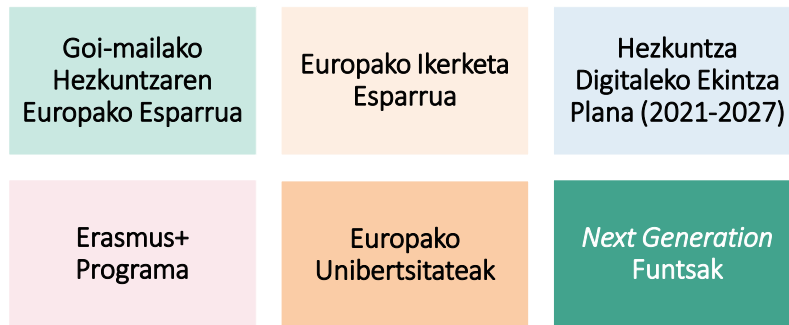 Goi-mailako
Hezkuntzaren
Europako Esparrua
Europako Ikerketa
Esparrua
Hezkuntza
Digitaleko Ekintza
Plana (2021-2027)
Erasmus+
Programa
Europako
Unibertsitateak
Next Generation
Funtsak